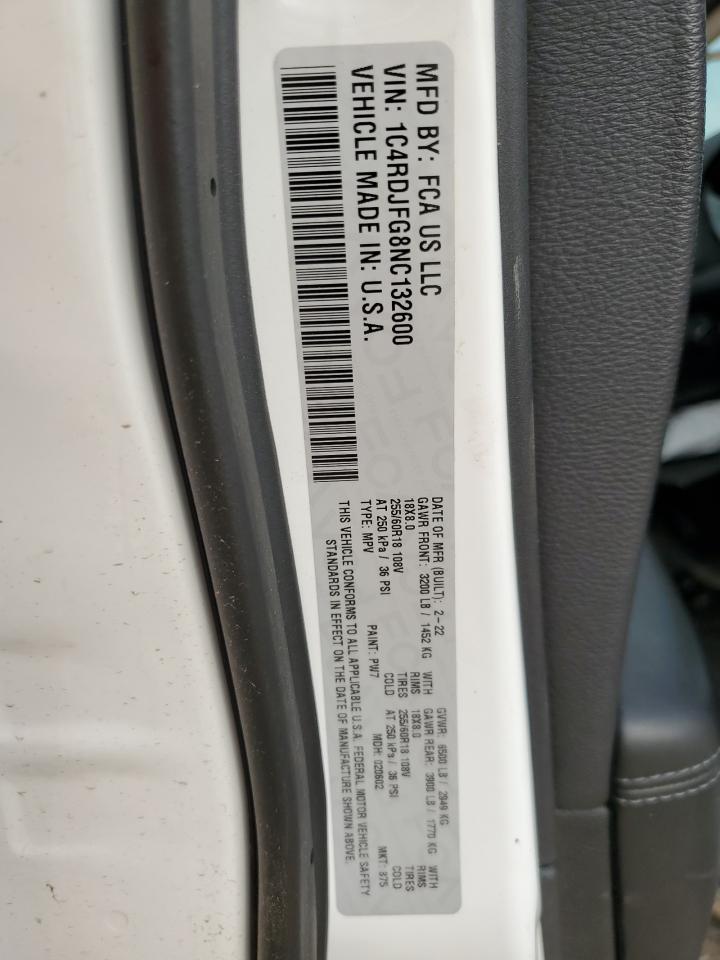 MFD BY: FCA US LLC
VIN: 1C4RDJFG8NC132600
VEHICLE MADE IN: U.S.A.
DATE OF MFR (BUILT): 2-22 GVWR: 6500 LB / 2949 KG
GAWR FRONT: 3200 LB / 1452 KG WITH GAWR REAR: 3900 LB / 1770 KG WITH
18X8.0 RIMS 18X8.0 RIMS
255/60R18 108V TIRES 255/60R18 108V TIRES
AT 250 kPa / 36 PSI COLD AT 250 kPa / 36 PSI COLD
TYPE: MPV PAINT: PW7 MDH: 020602 MKT: 875
THIS VEHICLE CONFORMS TO ALL APPLICABLE U.S.A. FEDERAL MOTOR VEHICLE SAFETY
STANDARDS IN EFFECT ON THE DATE OF MANUFACTURE SHOWN ABOVE.